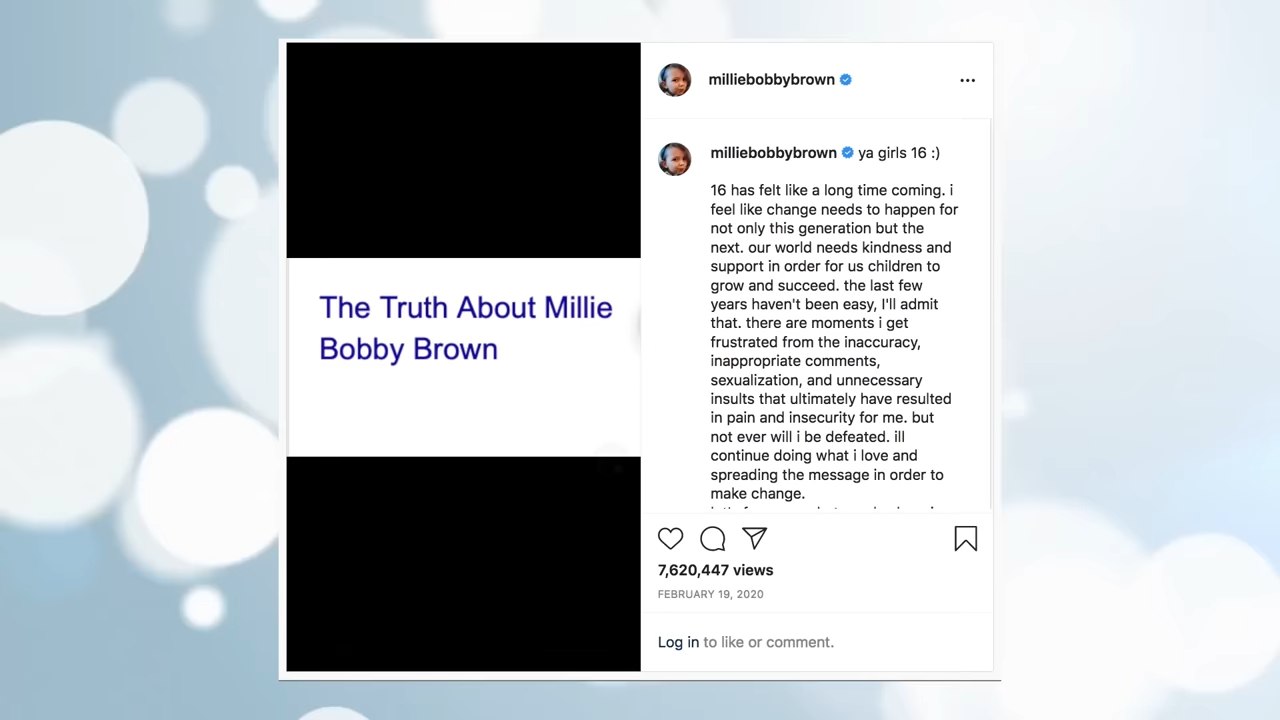 The Truth About Millie
Bobby Brown
milliebobbybrown
milliebobbybrown ya girls 16 :)
16 has felt like a long time coming. i
feel like change needs to happen for
not only this generation but the
next. our world needs kindness and
support in order for us children to
grow and succeed. the last few
years haven't been easy, I'll admit
that. there are moments i get
frustrated from the inaccuracy,
inappropriate comments,
sexualization, and unnecessary
insults that ultimately have resulted
in pain and insecurity for me. but
not ever will i be defeated. ill
continue doing what i love and
spreading the message in order to
make change.
7,620,447 views
FEBRUARY 19, 2020
Log in to like or comment.